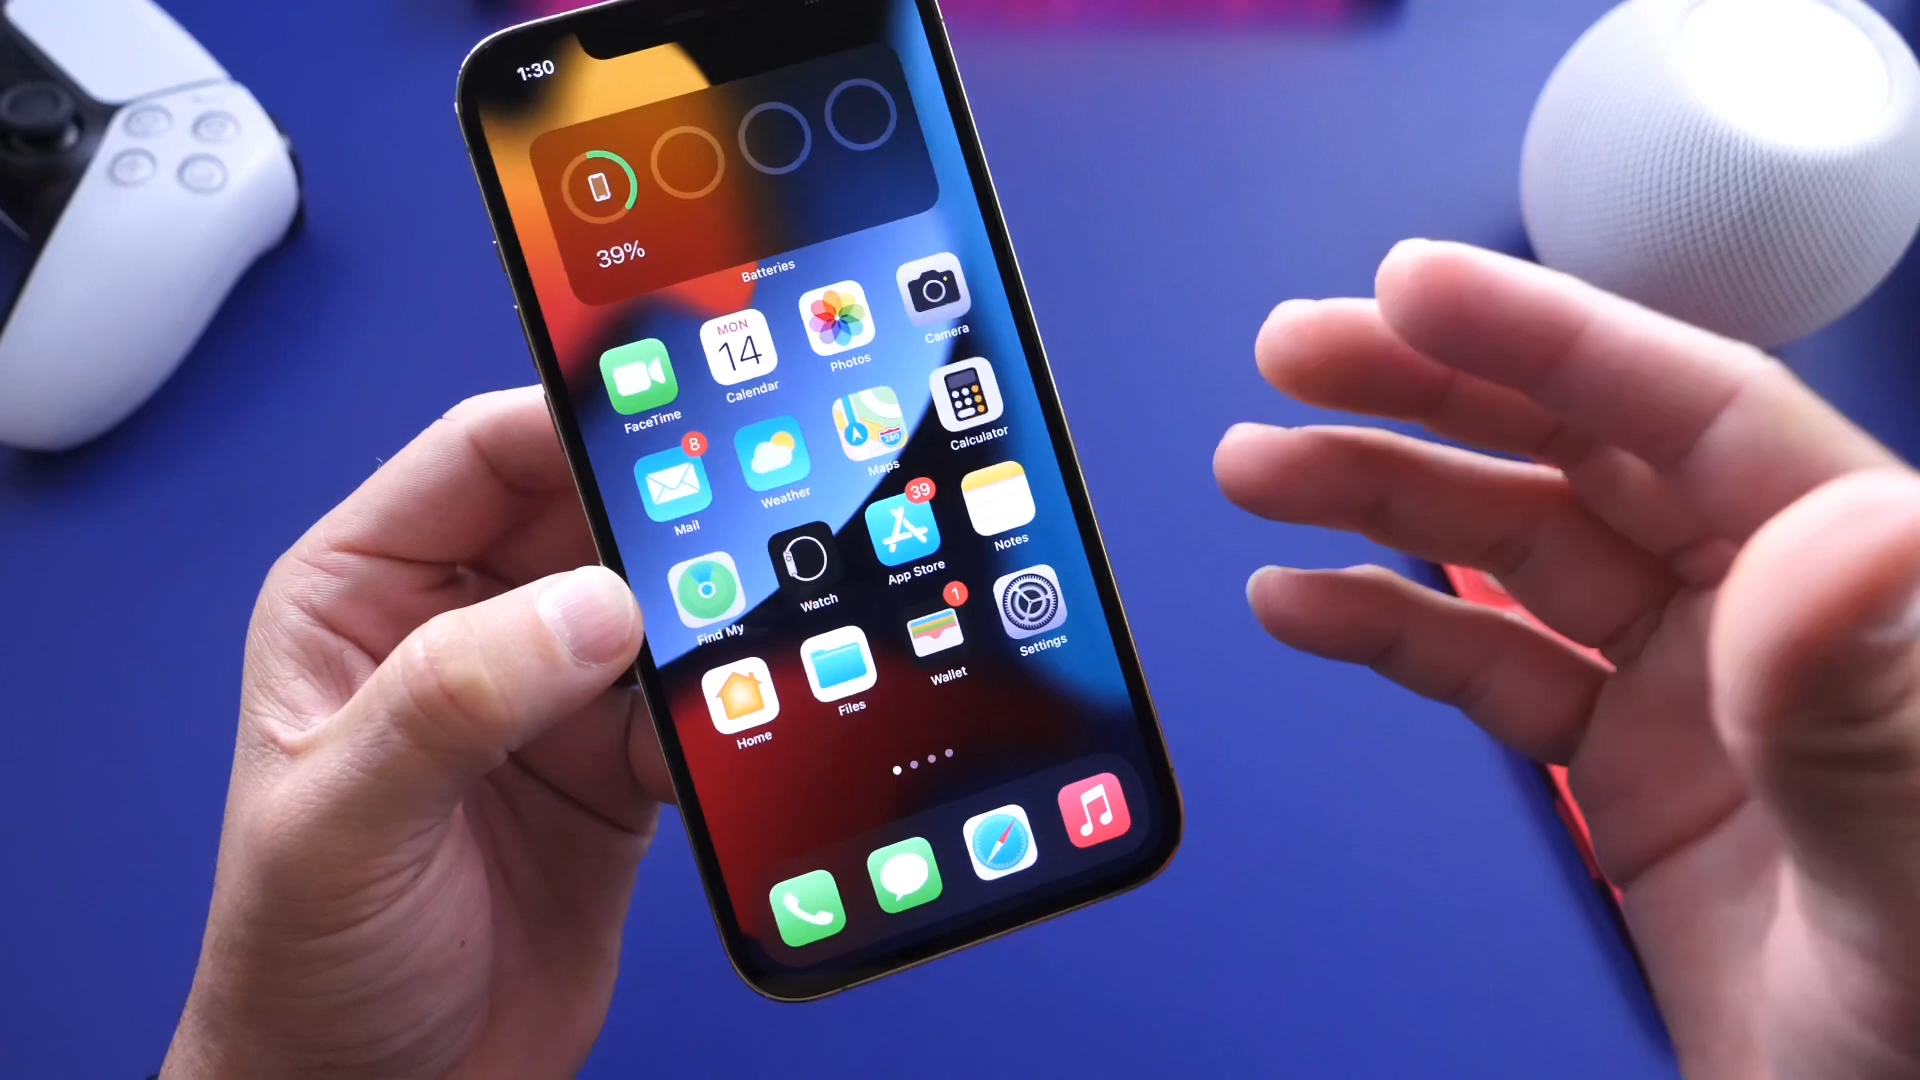 1:30
39%
Batteries
MON
14
FaceTime
Calendar
Photos
Camera
8
Mail
Weather
280
Maps
Calculator
Find My
Watch
39
App Store
Notes
Home
Files
1
Wallet
Settings